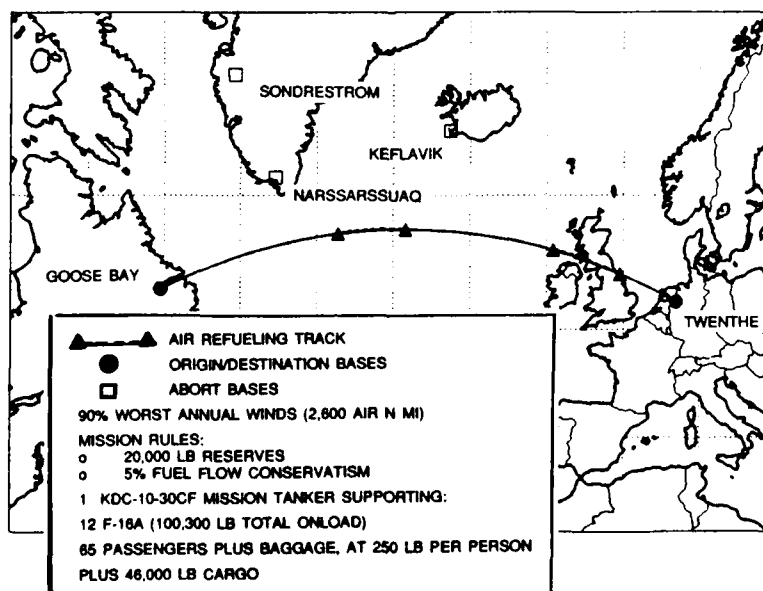 SONDRESTROM
KEFLAVIK
NARSSARSSUAQ
GOOSE BAY
TWENTHE
AIR REFUELING TRACK
ORIGIN/DESTINATION BASES
ABORT BASES
90% WORST ANNUAL WINDS (2,600 AIR N MI)
MISSION RULES:
o 20,000 LB RESERVES
o 5% FUEL FLOW CONSERVATISM
1 KDC-10-30CF MISSION TANKER SUPPORTING:
12 F-16A (100,300 LB TOTAL ONLOAD)
65 PASSENGERS PLUS BAGGAGE, AT 250 LB PER PERSON
PLUS 46,000 LB CARGO